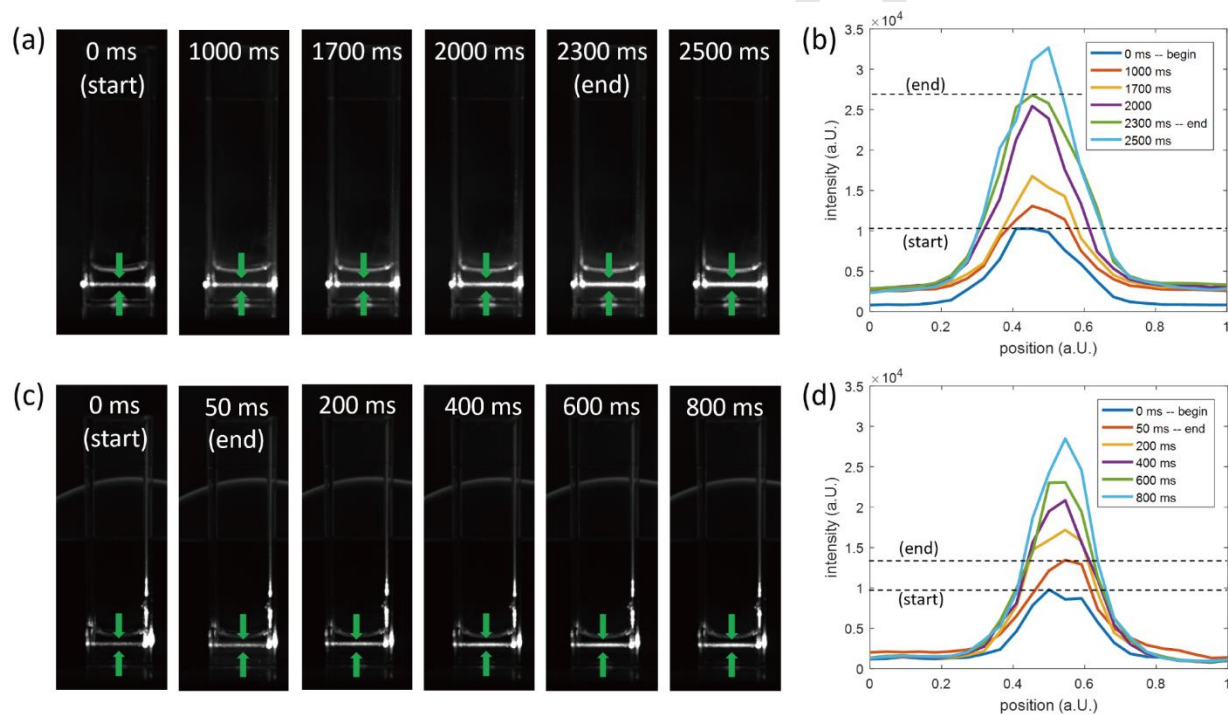 (a)
0 ms
(start)
1000 ms
1700 ms
2000 ms
2300 ms
(end)
2500 ms
(b)
× 10⁴
3.5
3
2.5
2
1.5
1
0.5
0
0 0.2 0.4 0.6 0.8 1
intensity (a.U.)
position (a.U.)
(end)
(start)
0 ms -- begin
1000 ms
1700 ms
2000
2300 ms -- end
2500 ms
(c)
0 ms
(start)
50 ms
(end)
200 ms
400 ms
600 ms
800 ms
(d)
× 10⁴
3.5
3
2.5
2
1.5
1
0.5
0
0 0.2 0.4 0.6 0.8 1
intensity (a.U.)
position (a.U.)
(end)
(start)
0 ms -- begin
50 ms -- end
200 ms
400 ms
600 ms
800 ms